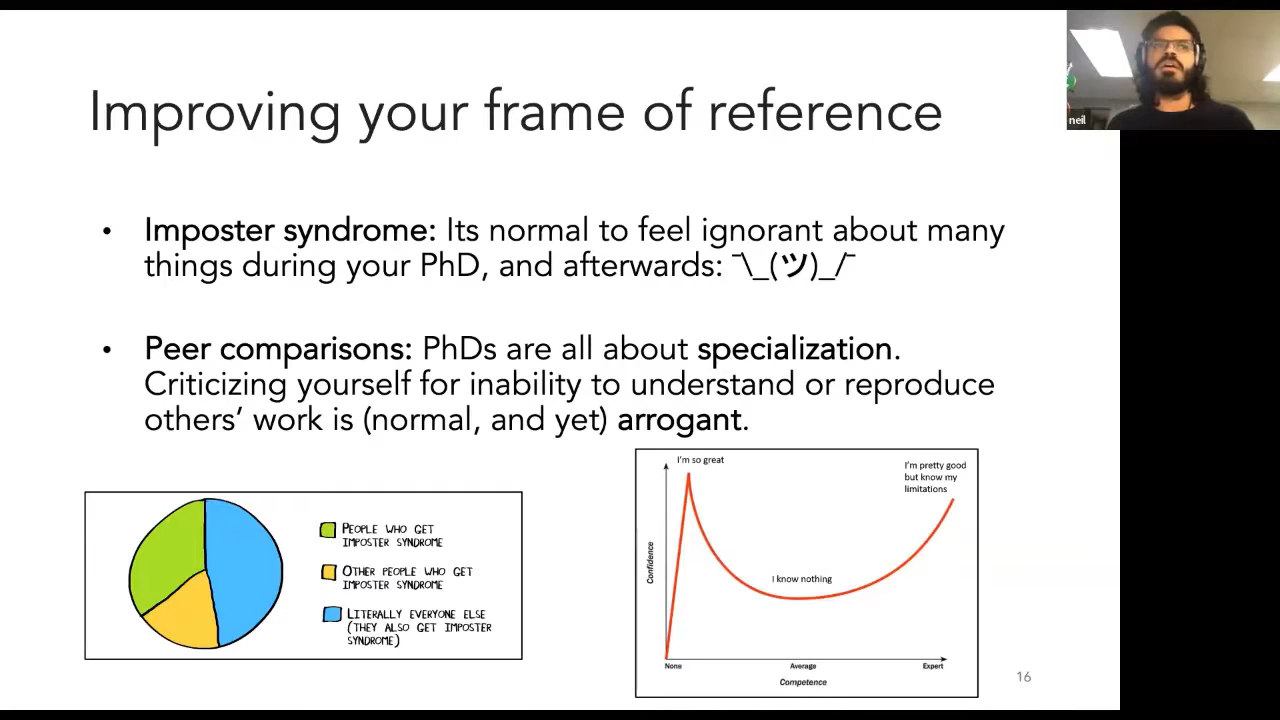 Improving your frame of reference
neil
• Imposter syndrome: Its normal to feel ignorant about many
things during your PhD, and afterwards: ¯\_(ツ)_/¯
• Peer comparisons: PhDs are all about specialization.
Criticizing yourself for inability to understand or reproduce
others’ work is (normal, and yet) arrogant.
PEOPLE WHO GET
IMPOSTER SYNDROME
OTHER PEOPLE WHO GET
IMPOSTER SYNDROME
LITERALLY EVERYONE ELSE
(THEY ALSO GET IMPOSTER
SYNDROME)
I'm so great
I'm pretty good
but know my
limitations
Confidence
I know nothing
None
Average
Expert
Competence
16